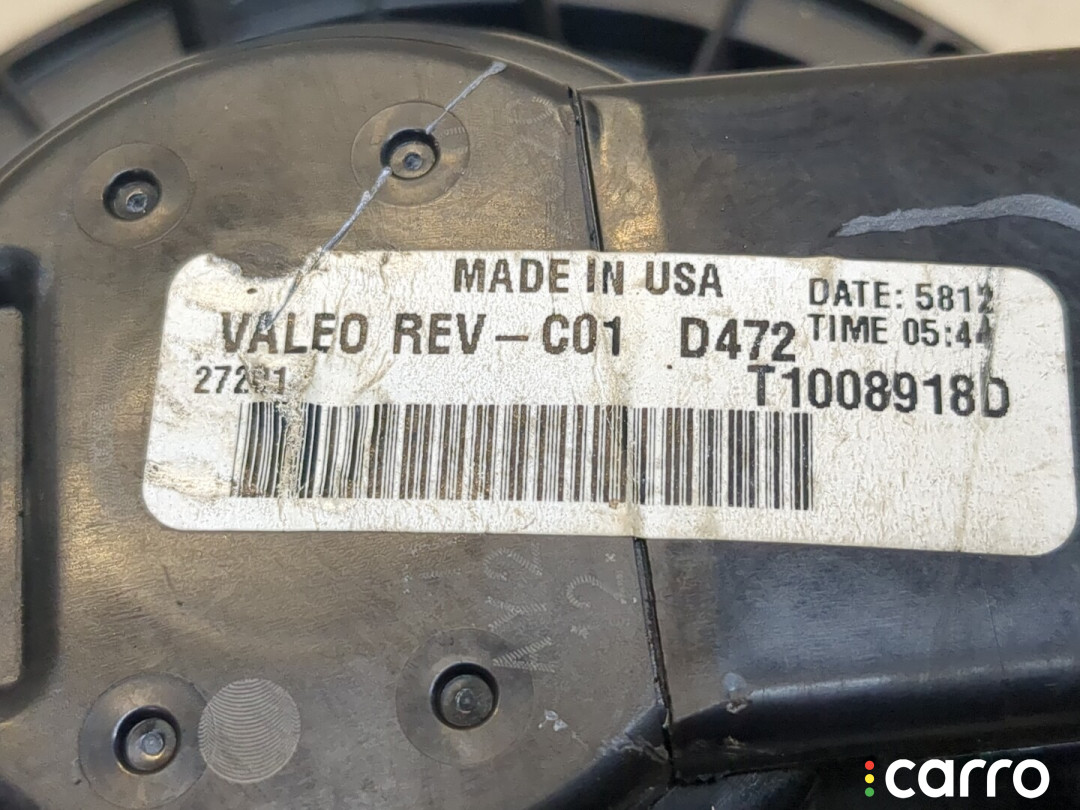 MADE IN USA
DATE: 5812
VALEO REV-C01 D472
TIME 05:44
T1008918D
carro